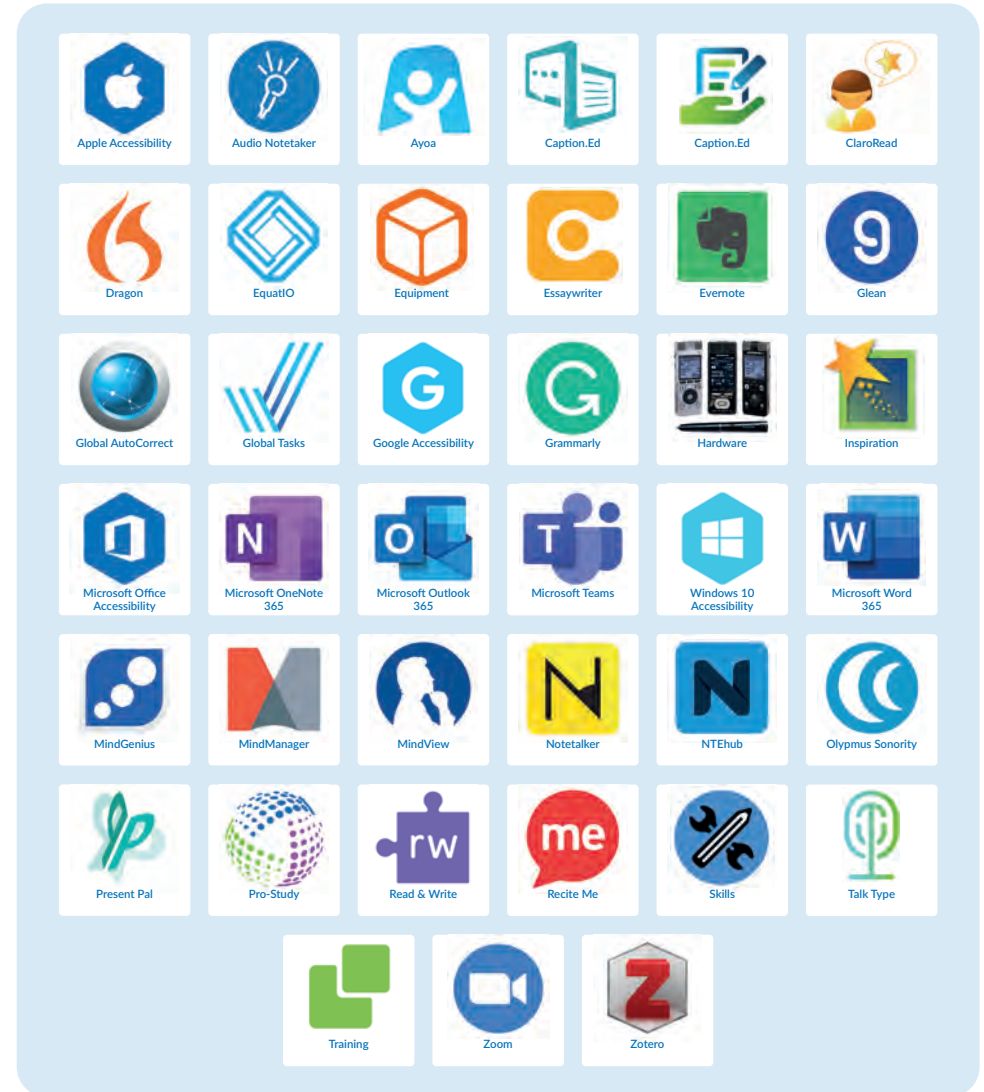 Apple Accessibility
Audio Notetaker
Ayoa
Caption.Ed
Caption.Ed
ClaroRead
Dragon
EquatIO
Equipment
Essaywriter
Evernote
Glean
Global AutoCorrect
Global Tasks
G
Google Accessibility
G
Grammarly
Hardware
Inspiration
Microsoft Office
Accessibility
N
Microsoft OneNote
365
O
Microsoft Outlook
365
T
Microsoft Teams
Windows 10
Accessibility
W
Microsoft Word
365
MindGenius
MindManager
MindView
N
Notetalker
N
NTEhub
Olypmus Sonority
Present Pal
Pro-Study
rw
Read & Write
me
Recite Me
Skills
Talk Type
Training
Zoom
Z
Zotero